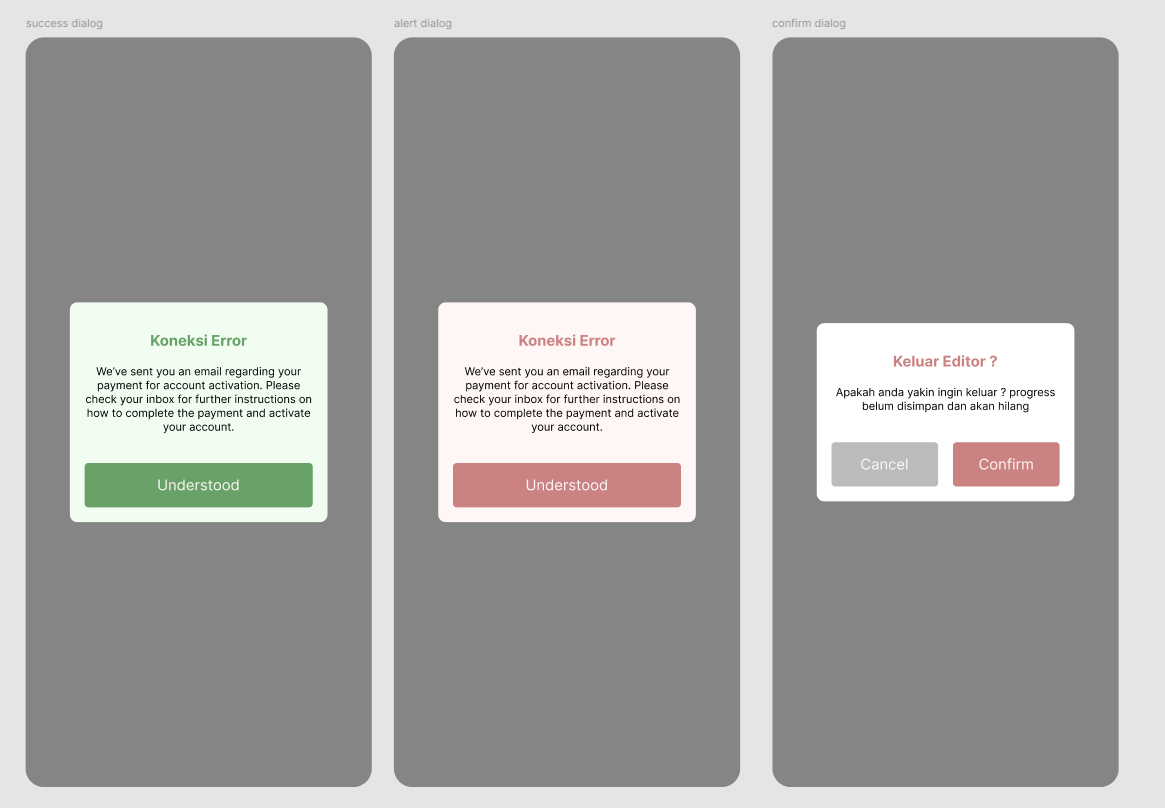 success dialog
Koneksi Error
We've sent you an email regarding your
payment for account activation. Please
check your inbox for further instructions on
how to complete the payment and activate
your account.
Understood
alert dialog
Koneksi Error
We've sent you an email regarding your
payment for account activation. Please
check your inbox for further instructions on
how to complete the payment and activate
your account.
Understood
confirm dialog
Keluar Editor ?
Apakah anda yakin ingin keluar ? progress
belum disimpan dan akan hilang
Cancel
Confirm